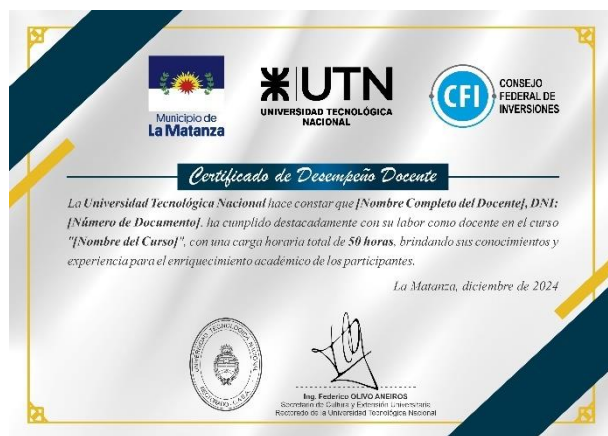 Municipio de
La Matanza
UTN
UNIVERSIDAD TECNOLÓGICA
NACIONAL
CFI
CONSEJO
FEDERAL DE
INVERSIONES
Certificado de Desempeño Docente
La Universidad Tecnológica Nacional hace constar que [Nombre Completo del Docente], DNI:
[Número de Documento], ha cumplido destacadamente con su labor como docente en el curso
"[Nombre del Curso]", con una carga horaria total de 50 horas, brindando sus conocimientos y
experiencia para el enriquecimiento académico de los participantes.
La Matanza, diciembre de 2024
UNIVERSIDAD TECNOLÓGICA NACIONAL
RECTORADO
Ing. Federico OLIVO ANEIROS
Secretario de Cultura y Extensión Universitaria
Rectorado de la Universidad Tecnológica Nacional